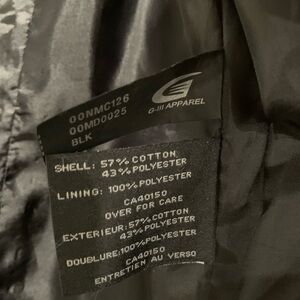 00NMC126
00MD0025
BLK
G-III APPAREL
SHELL: 57% COTTON
43% POLYESTER
LINING: 100% POLYESTER
CA40150
OVER FOR CARE
EXTERIEUR: 57% COTTON
43% POLYESTER
DOUBLURE: 100% POLYESTER
CA40150
ENTRETIEN AU VERSO